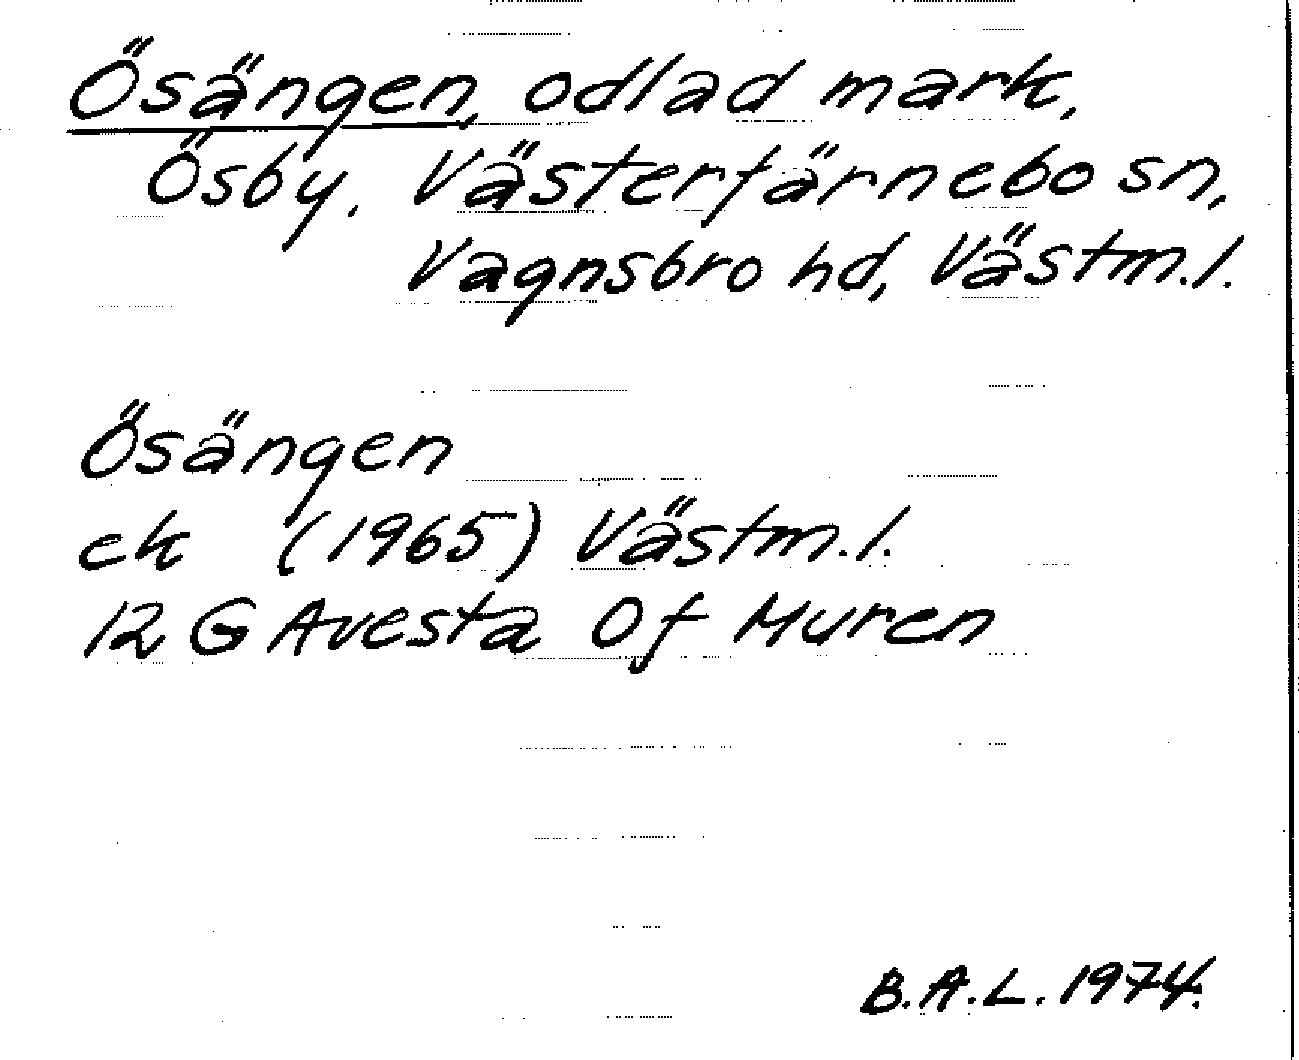 Ösängen, odlad mark,
Ösby, Västerfärnebo sn,
Vagnsbro hd, Västm.l.
Ösängen
ek (1965) Västm.l.
12 G Avesta 0f Muren
B.A.L. 1974.